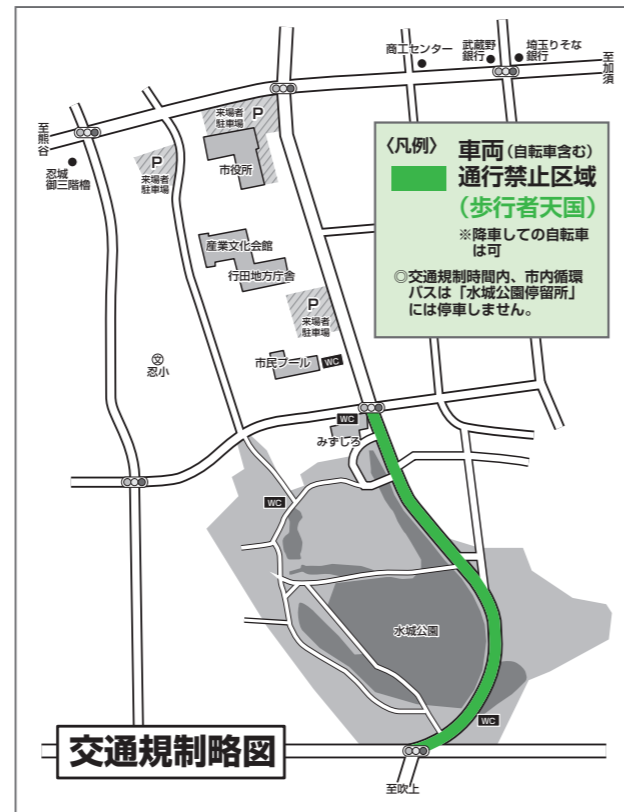 商工センター
武蔵野
銀行
埼玉りそな
銀行
至加須
至熊谷
忍城
御三階櫓
来場者
駐車場
P
P
来場者
駐車場
市役所
〈凡例〉
車両(自転車含む)
通行禁止区域
(歩行者天国)
※降車しての自転車
は可
◎交通規制時間内、市内循環
バスは「水城公園停留所」
には停車しません。
産業文化会館
行田地方庁舎
P
来場者
駐車場
文
忍小
市民プール
WC
WC
みずしろ
WC
水城公園
WC
交通規制略図
至吹上